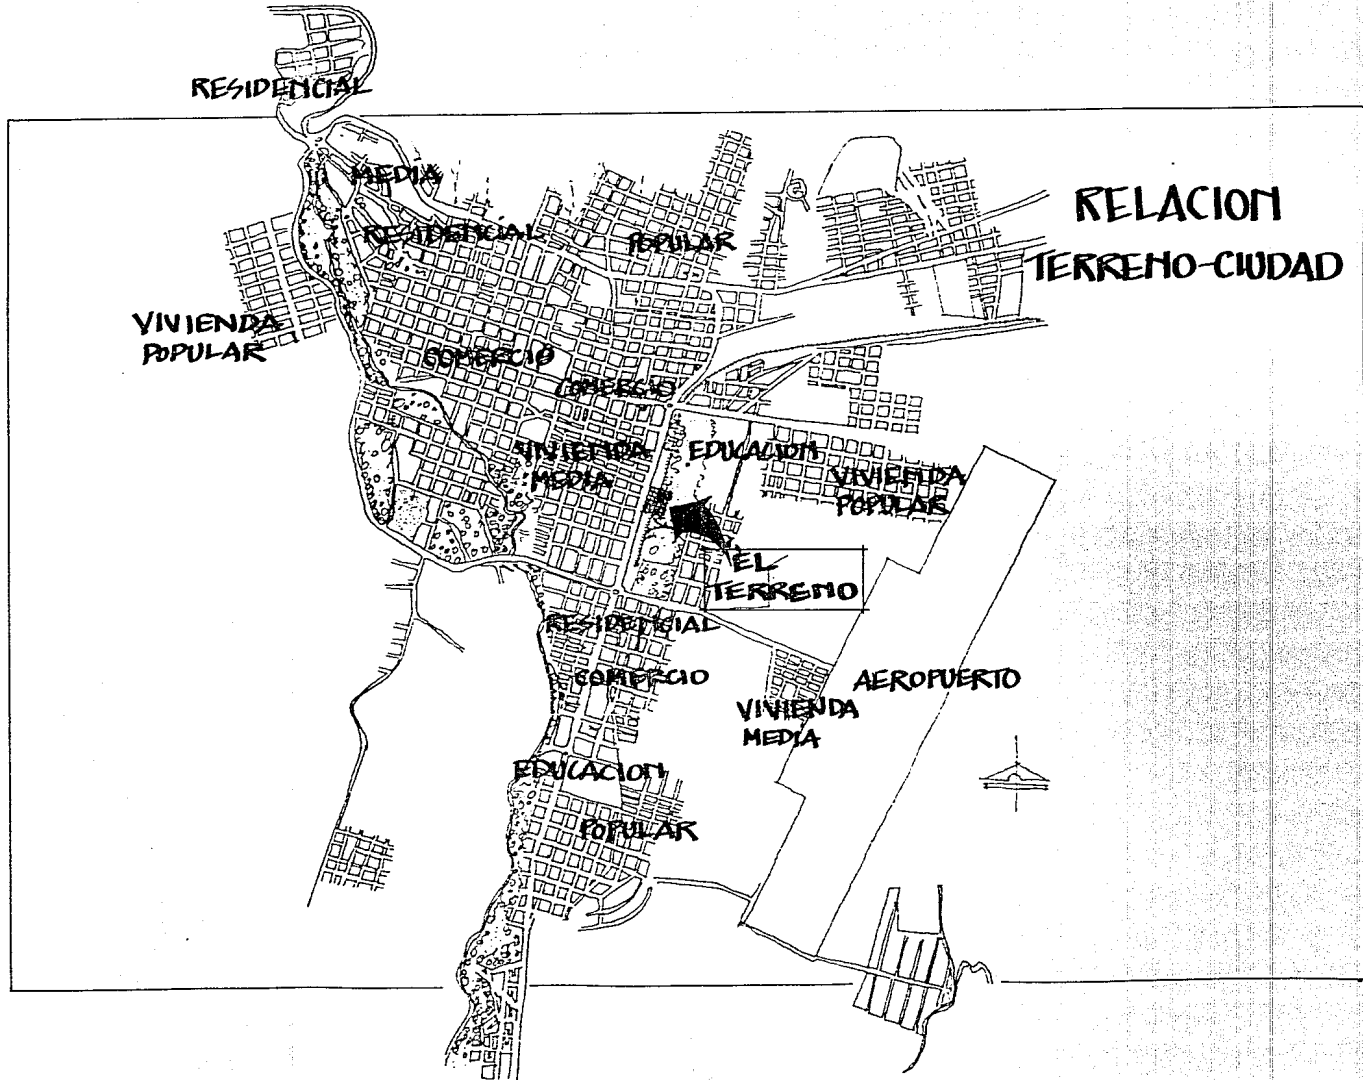 RESIDENCIAL
MEDIA
RESIDENCIAL
POPULAR
RELACION
TERRENO-CIUDAD
VIVIENDA
POPULAR
COMERCIO
COMERCIO
VIVIENDA
MEDIA
EDUCACION
VIVIENDA
POPULAR
EL
TERRENO
RESIDENCIAL
COMERCIO
AEROPUERTO
VIVIENDA
MEDIA
EDUCACION
POPULAR